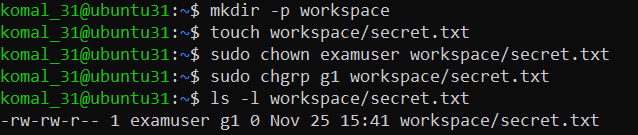 komal_31@ubuntu31:~$ mkdir -p workspace
komal_31@ubuntu31:~$ touch workspace/secret.txt
komal_31@ubuntu31:~$ sudo chown examuser workspace/secret.txt
komal_31@ubuntu31:~$ sudo chgrp g1 workspace/secret.txt
komal_31@ubuntu31:~$ ls -l workspace/secret.txt
-rw-rw-r-- 1 examuser g1 0 Nov 25 15:41 workspace/secret.txt